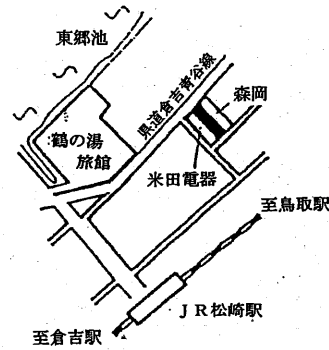 東郷池
県道倉吉青谷線
森岡
鶴の湯
旅館
米田電器
至鳥取駅
JR松崎駅
至倉吉駅